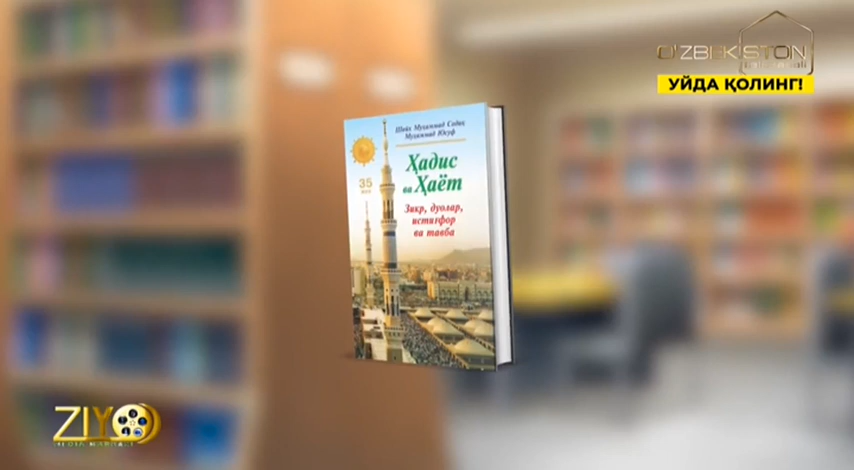 O'ZBEKISTON
УЙДА ҚОЛИНГ!
Шайх Муҳаммад Содиқ
Муҳаммад Юсуф
Ҳадис
ва Ҳаёт
35
Зикр, дуолар,
истиғфор
ва тавба
ZIYO